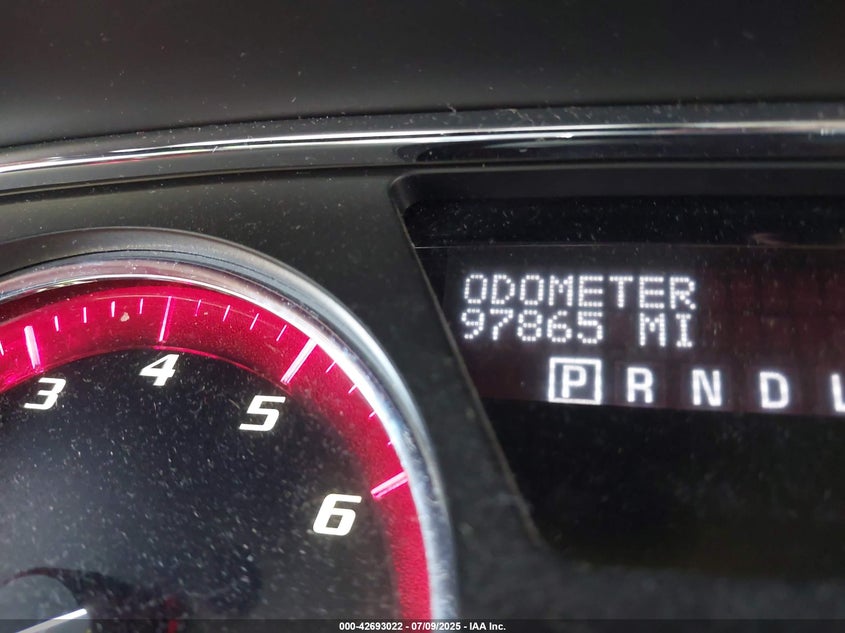 ODOMETER
97865 MI
P R N D L
3 4 5 6
000-42693022 - 07/09/2025 - IAA Inc.